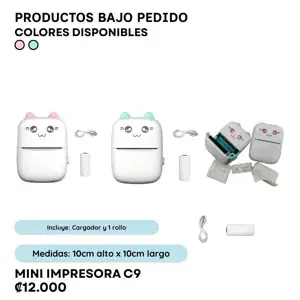 PRODUCTOS BAJO PEDIDO
COLORES DISPONIBLES
Incluye: Cargador y 1 rollo
Medidas: 10cm alto x 10cm largo
MINI IMPRESORA C9
₡12.000